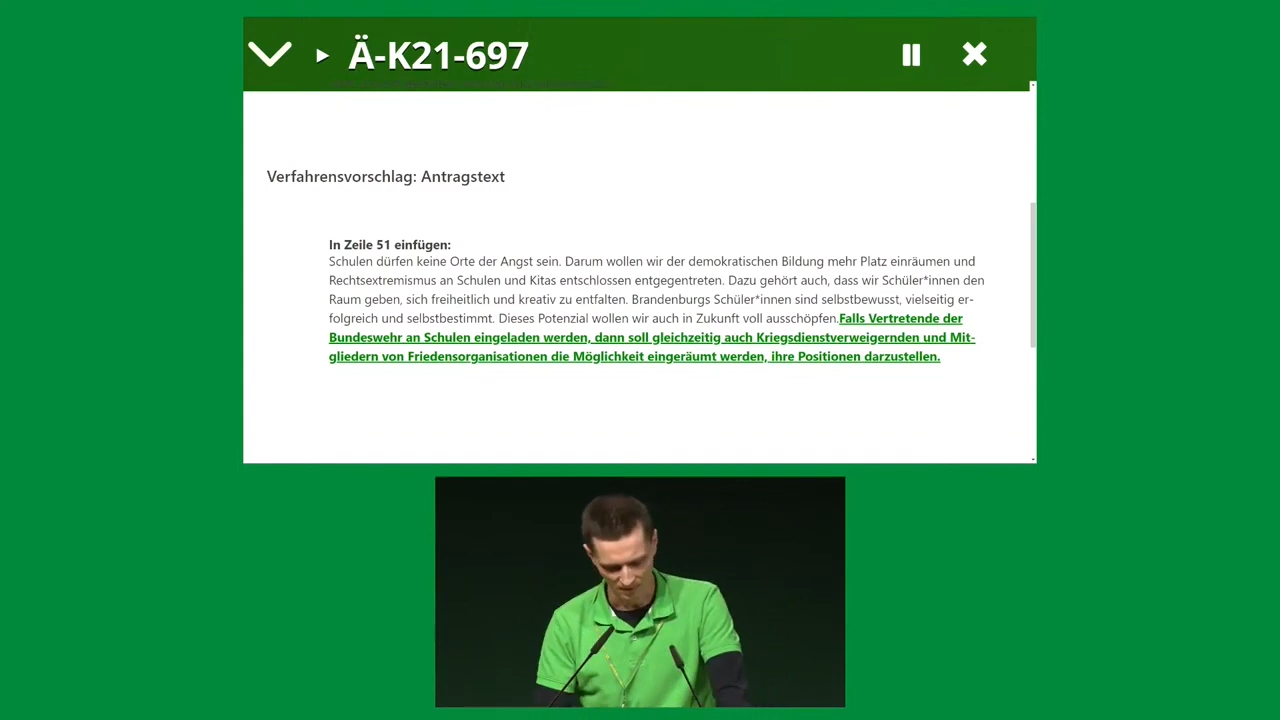 Ä-K21-697
Verfahrensvorschlag: Antragstext
In Zeile 51 einfügen:
Schulen dürfen keine Orte der Angst sein. Darum wollen wir der demokratischen Bildung mehr Platz einräumen und
Rechtsextremismus an Schulen und Kitas entschlossen entgegentreten. Dazu gehört auch, dass wir Schüler*innen den
Raum geben, sich freiheitlich und kreativ zu entfalten. Brandenburgs Schüler*innen sind selbstbewusst, vielseitig er-
folgreich und selbstbestimmt. Dieses Potenzial wollen wir auch in Zukunft voll ausschöpfen.Falls Vertretende der
Bundeswehr an Schulen eingeladen werden, dann soll gleichzeitig auch Kriegsdienstverweigernden und Mit-
gliedern von Friedensorganisationen die Möglichkeit eingeräumt werden, ihre Positionen darzustellen.